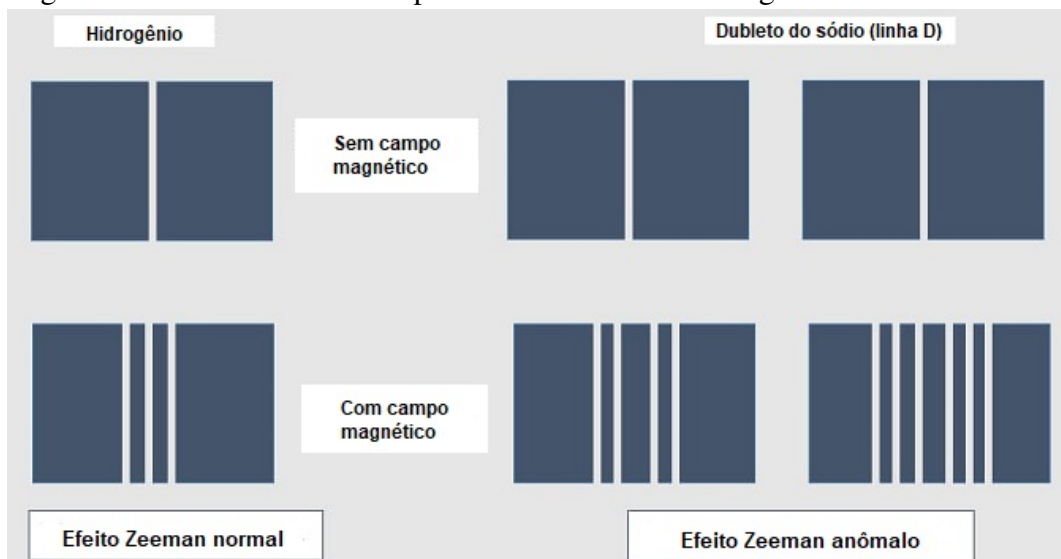 Hidrogênio
Dubleto do sódio (linha D)
Sem campo
magnético
Com campo
magnético
Efeito Zeeman normal
Efeito Zeeman anômalo